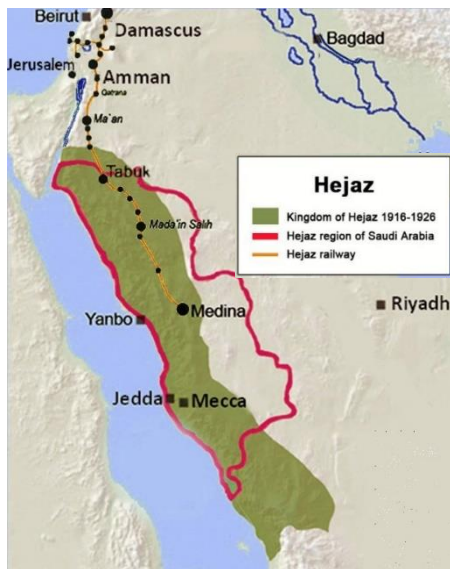 Beirut
Damascus
Bagdad
Jerusalem
Amman
Qatrana
Ma`an
Tabuk
Mada'in Salih
Hejaz
Kingdom of Hejaz 1916-1926
Hejaz region of Saudi Arabia
Hejaz railway
Riyadh
Medina
Yanbo
Jedda
Mecca